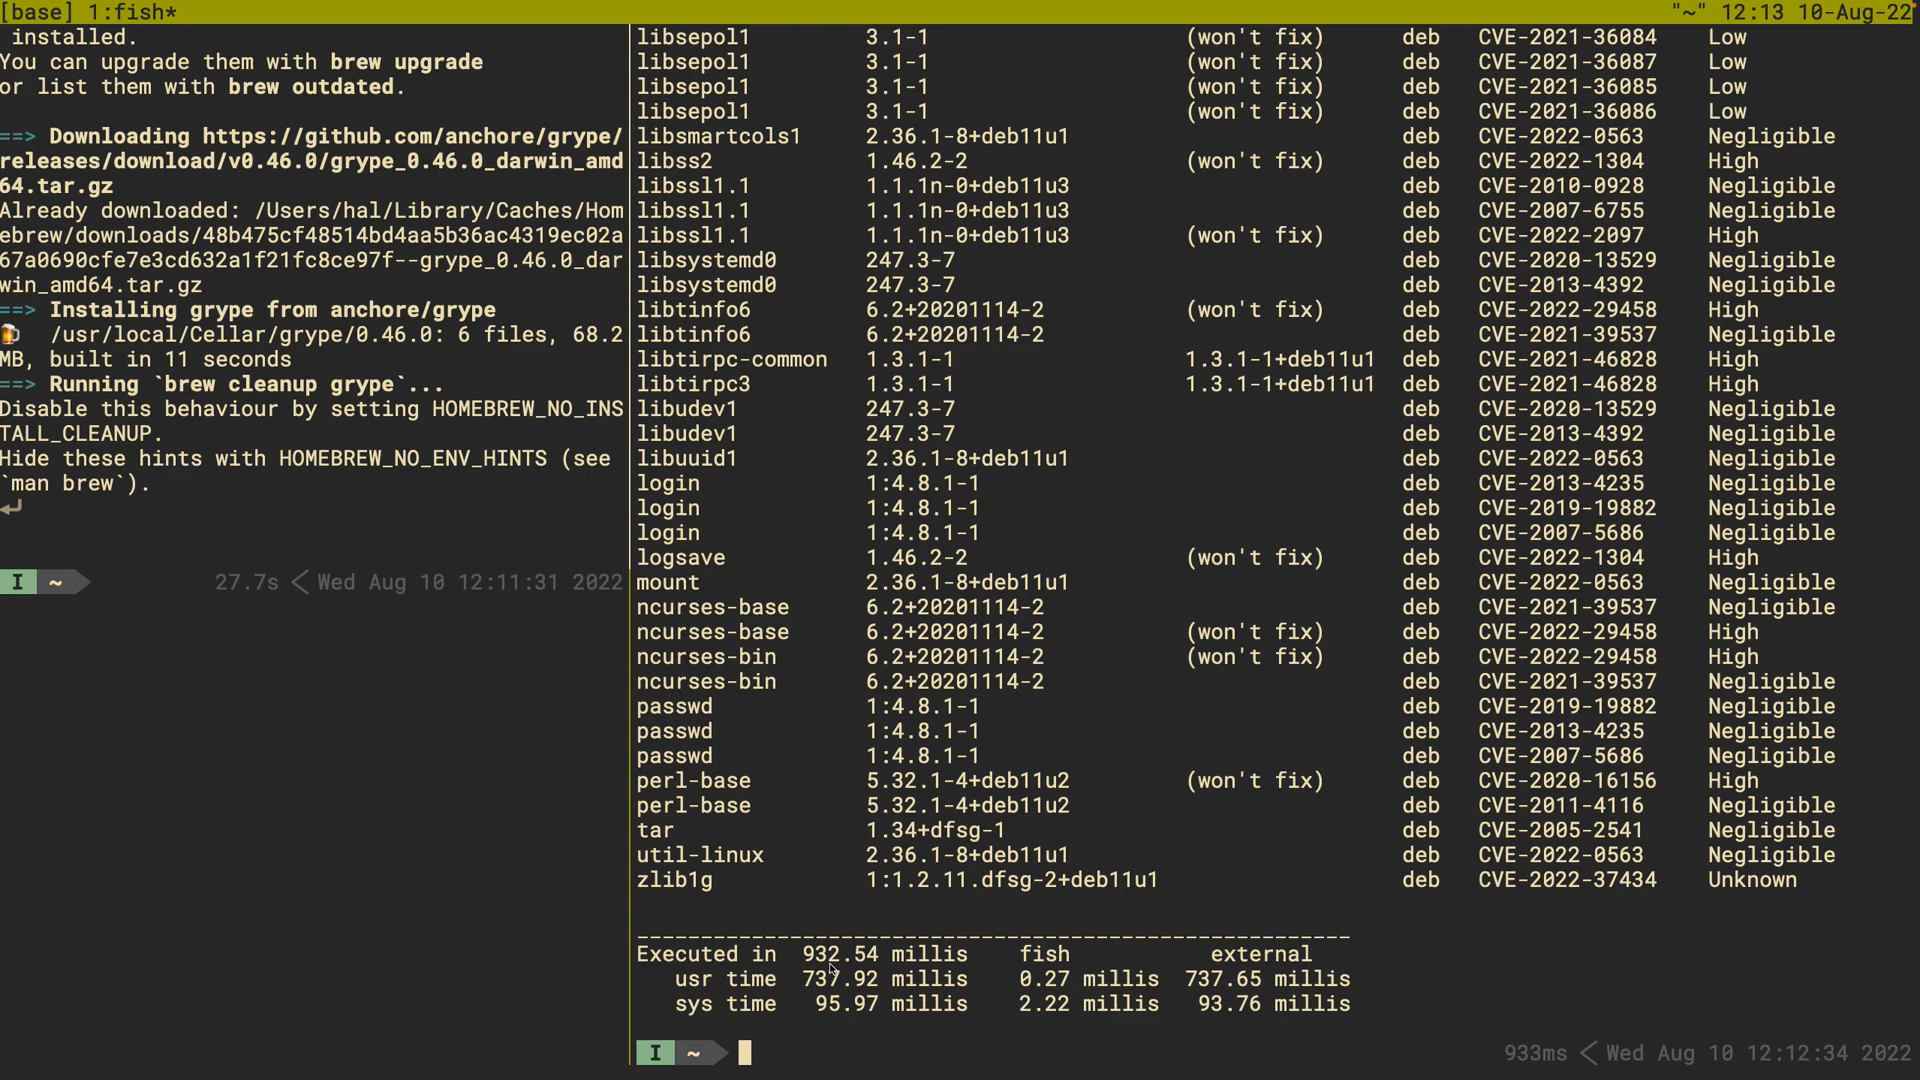 [base] 1:fish*
"~" 12:13 10-Aug-22
installed.
You can upgrade them with brew upgrade
or list them with brew outdated.
==> Downloading https://github.com/anchore/grype/
releases/download/v0.46.0/grype_0.46.0_darwin_amd
64.tar.gz
Already downloaded: /Users/hal/Library/Caches/Hom
ebrew/downloads/48b475cf48514bd4aa5b36ac4319ec02a
67a0690cfe7e3cd632a1f21fc8ce97f--grype_0.46.0_dar
win_amd64.tar.gz
==> Installing grype from anchore/grype
🍺  /usr/local/Cellar/grype/0.46.0: 6 files, 68.2
MB, built in 11 seconds
==> Running `brew cleanup grype`...
Disable this behaviour by setting HOMEBREW_NO_INS
TALL_CLEANUP.
Hide these hints with HOMEBREW_NO_ENV_HINTS (see
`man brew`).
⏎
I ~ 27.7s < Wed Aug 10 12:11:31 2022
libsepol1 3.1-1 (won't fix) deb CVE-2021-36084 Low
libsepol1 3.1-1 (won't fix) deb CVE-2021-36087 Low
libsepol1 3.1-1 (won't fix) deb CVE-2021-36085 Low
libsepol1 3.1-1 (won't fix) deb CVE-2021-36086 Low
libsmartcols1 2.36.1-8+deb11u1 deb CVE-2022-0563 Negligible
libss2 1.46.2-2 (won't fix) deb CVE-2022-1304 High
libssl1.1 1.1.1n-0+deb11u3 deb CVE-2010-0928 Negligible
libssl1.1 1.1.1n-0+deb11u3 deb CVE-2007-6755 Negligible
libssl1.1 1.1.1n-0+deb11u3 (won't fix) deb CVE-2022-2097 High
libsystemd0 247.3-7 deb CVE-2020-13529 Negligible
libsystemd0 247.3-7 deb CVE-2013-4392 Negligible
libtinfo6 6.2+20201114-2 (won't fix) deb CVE-2022-29458 High
libtinfo6 6.2+20201114-2 deb CVE-2021-39537 Negligible
libtirpc-common 1.3.1-1 1.3.1-1+deb11u1 deb CVE-2021-46828 High
libtirpc3 1.3.1-1 1.3.1-1+deb11u1 deb CVE-2021-46828 High
libudev1 247.3-7 deb CVE-2020-13529 Negligible
libudev1 247.3-7 deb CVE-2013-4392 Negligible
libuuid1 2.36.1-8+deb11u1 deb CVE-2022-0563 Negligible
login 1:4.8.1-1 deb CVE-2013-4235 Negligible
login 1:4.8.1-1 deb CVE-2019-19882 Negligible
login 1:4.8.1-1 deb CVE-2007-5686 Negligible
logsave 1.46.2-2 (won't fix) deb CVE-2022-1304 High
mount 2.36.1-8+deb11u1 deb CVE-2022-0563 Negligible
ncurses-base 6.2+20201114-2 deb CVE-2021-39537 Negligible
ncurses-base 6.2+20201114-2 (won't fix) deb CVE-2022-29458 High
ncurses-bin 6.2+20201114-2 (won't fix) deb CVE-2022-29458 High
ncurses-bin 6.2+20201114-2 deb CVE-2021-39537 Negligible
passwd 1:4.8.1-1 deb CVE-2019-19882 Negligible
passwd 1:4.8.1-1 deb CVE-2013-4235 Negligible
passwd 1:4.8.1-1 deb CVE-2007-5686 Negligible
perl-base 5.32.1-4+deb11u2 (won't fix) deb CVE-2020-16156 High
perl-base 5.32.1-4+deb11u2 deb CVE-2011-4116 Negligible
tar 1.34+dfsg-1 deb CVE-2005-2541 Negligible
util-linux 2.36.1-8+deb11u1 deb CVE-2022-0563 Negligible
zlib1g 1:1.2.11.dfsg-2+deb11u1 deb CVE-2022-37434 Unknown
________________________________________________________
Executed in 932.54 millis fish external
usr time 737.92 millis 0.27 millis 737.65 millis
sys time 95.97 millis 2.22 millis 93.76 millis
I ~ 933ms < Wed Aug 10 12:12:34 2022